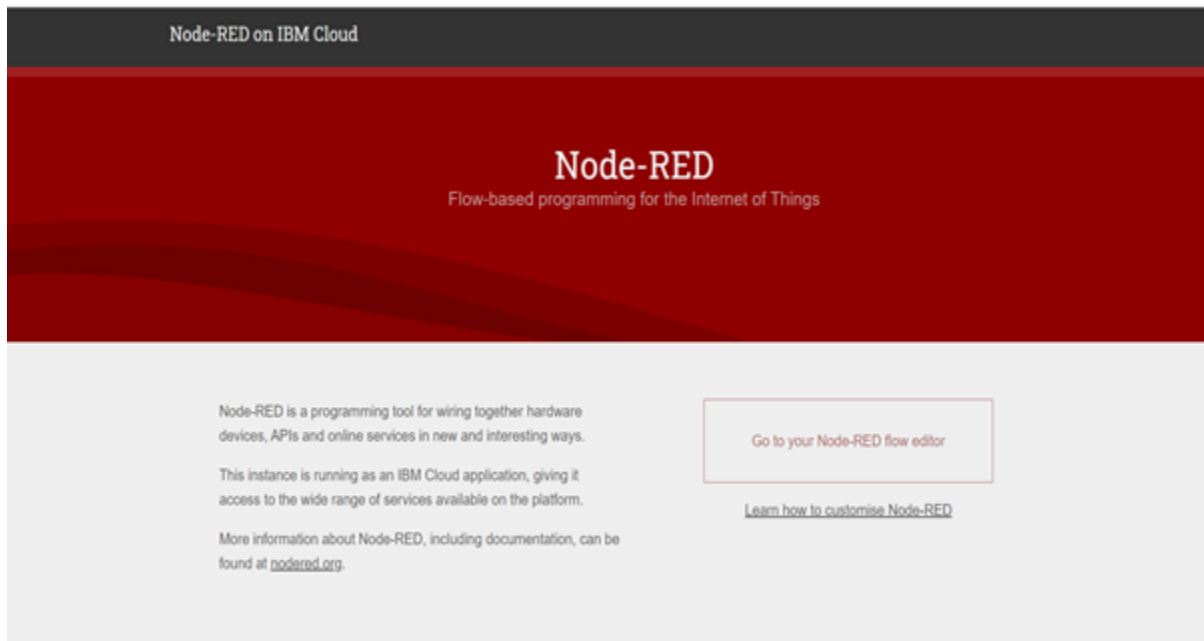 Node-RED on IBM Cloud
Node-RED
Flow-based programming for the Internet of Things
Node-RED is a programming tool for wiring together hardware
devices, APIs and online services in new and interesting ways.
This instance is running as an IBM Cloud application, giving it
access to the wide range of services available on the platform.
More information about Node-RED, including documentation, can be
found at nodered.org.
Go to your Node-RED flow editor
Learn how to customise Node-RED